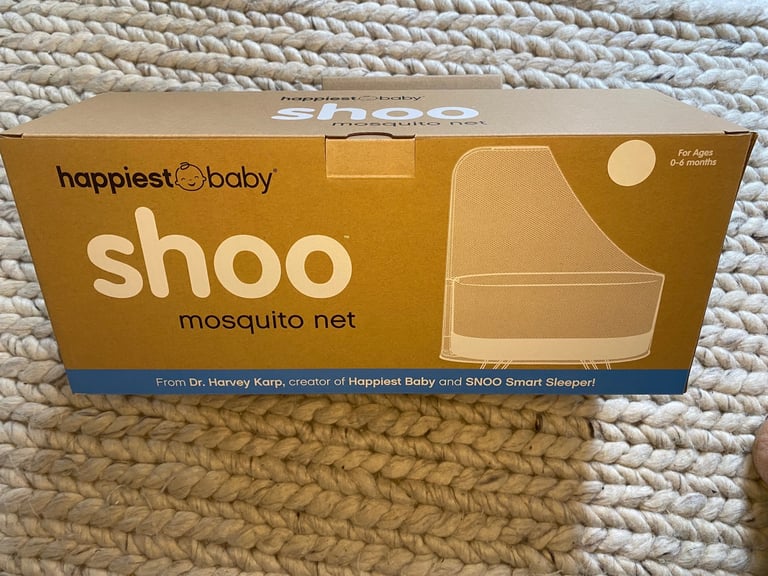 happiest baby
shoo
mosquito net
For Ages
0-6 months
happiest baby®
shoo™
mosquito net
From Dr. Harvey Karp, creator of Happiest Baby and SNOO Smart Sleeper!